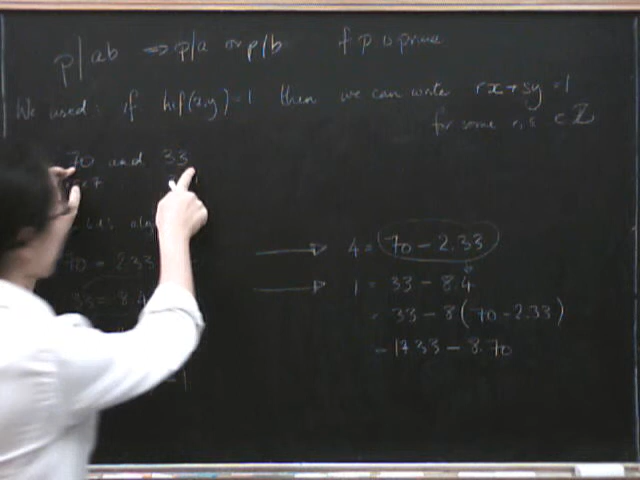 p|ab ⟹ p|a or p|b if p is prime
We used: if hcf(x,y)=1 then we can write rx+sy=1
for some r, s ∈ ℤ
70 and 33
70 = 2.33
33 = 8.4
4 = 70 - 2.33
1 = 33 - 8.4
= 33 - 8(70 - 2.33)
= 17.33 - 8.70